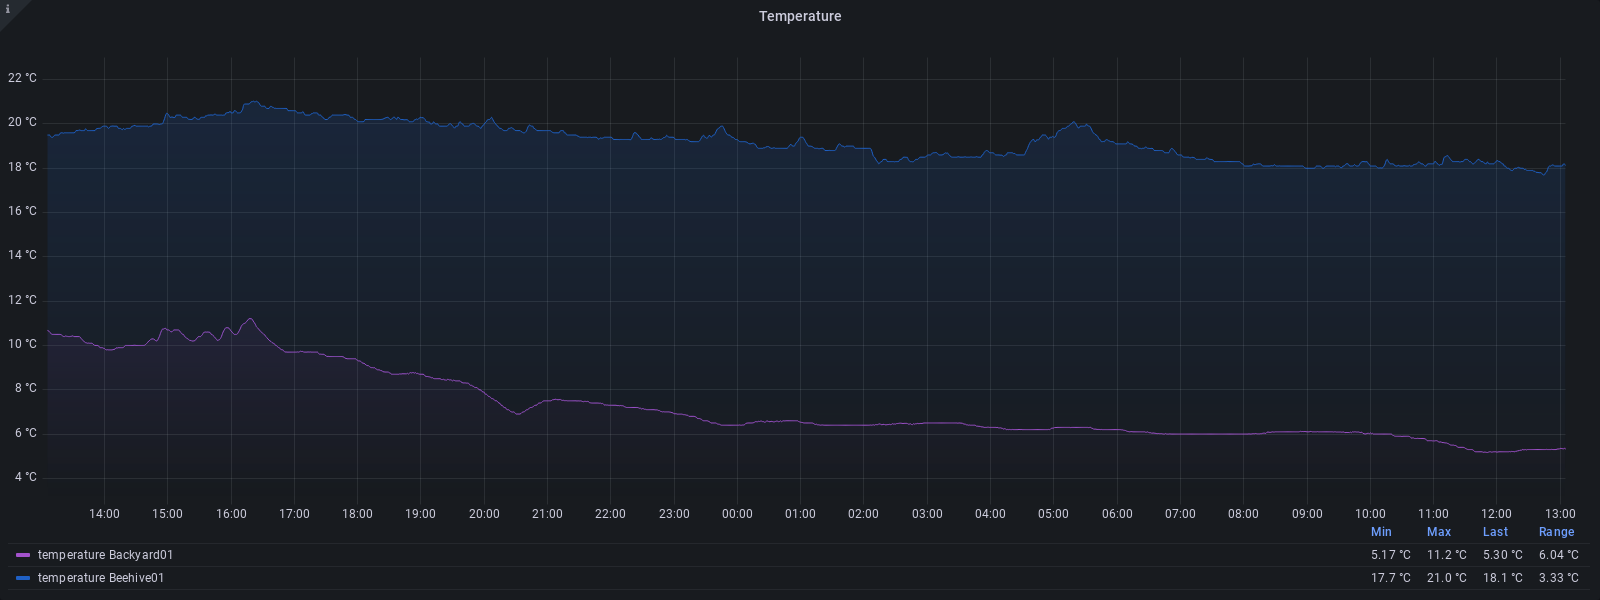 i
Temperature
22 °C
20 °C
18 °C
16 °C
14 °C
12 °C
10 °C
8 °C
6 °C
4 °C
14:00 15:00 16:00 17:00 18:00 19:00 20:00 21:00 22:00 23:00 00:00 01:00 02:00 03:00 04:00 05:00 06:00 07:00 08:00 09:00 10:00 11:00 12:00 13:00
Min Max Last Range
temperature Backyard01 5.17 °C 11.2 °C 5.30 °C 6.04 °C
temperature Beehive01 17.7 °C 21.0 °C 18.1 °C 3.33 °C